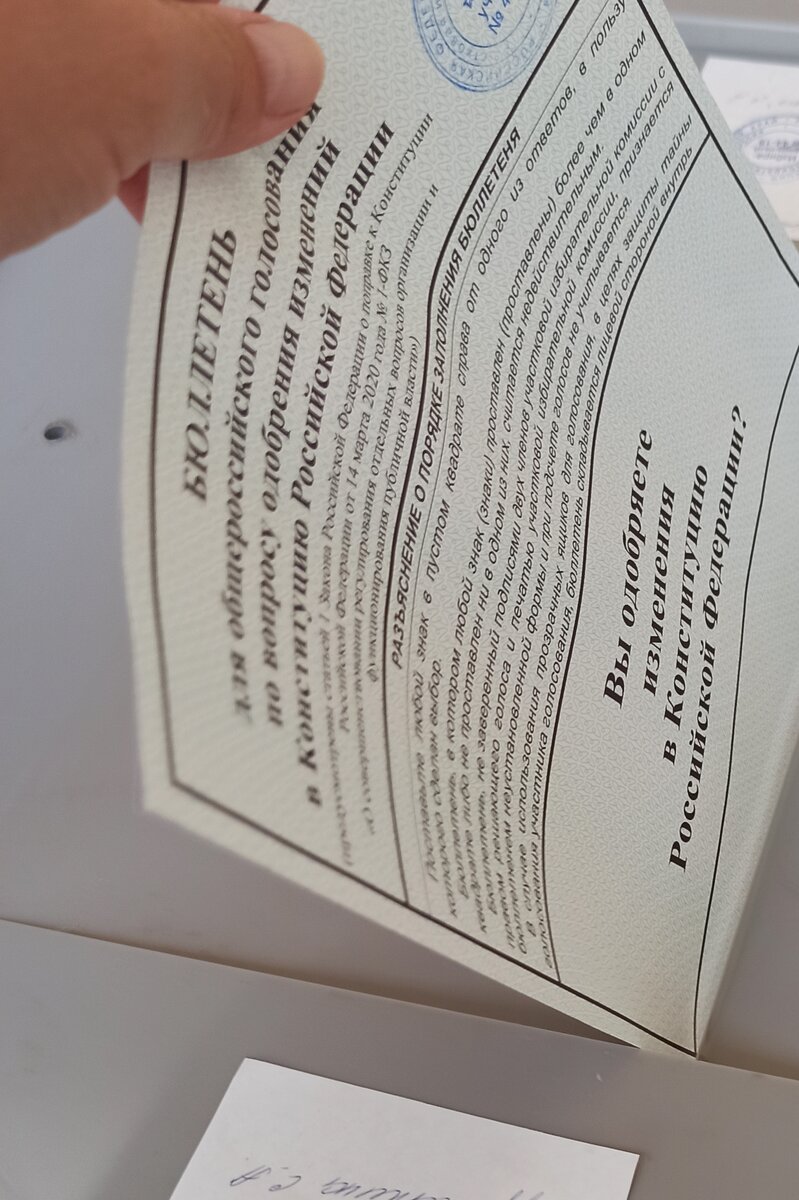 БЮЛЛЕТЕНЬ
для общероссийского голосования
по вопросу одобрения изменений
в Конституцию Российской Федерации
1 Закона Российской Федерации о поправке к Конституции
Российской Федерации от 14 марта 2020 года № 1-ФКЗ
регулирования отдельных вопросов организации и
функционирования публичной власти»)
РАЗЪЯСНЕНИЕ О ПОРЯДКЕ ЗАПОЛНЕНИЯ БЮЛЛЕТЕНЯ
Поставьте любой знак в пустом квадрате справа от одного из ответов, в пользу
которого сделан выбор.
Бюллетень, в котором любой знак (знаки) проставлен (проставлены) более чем в одном
квадрате либо не проставлен ни в одном из них, считается недействительным.
Бюллетень, не заверенный подписями двух членов участковой избирательной комиссии с
правом решающего голоса и печатью участковой избирательной комиссии, признается
бюллетенем неустановленной формы и при подсчете голосов не учитывается.
В случае использования прозрачных ящиков для голосования, в целях защиты тайны
голосования участника голосования, бюллетень складывается лицевой стороной внутрь
Вы одобряете
изменения
в Конституцию
Российской Федерации?